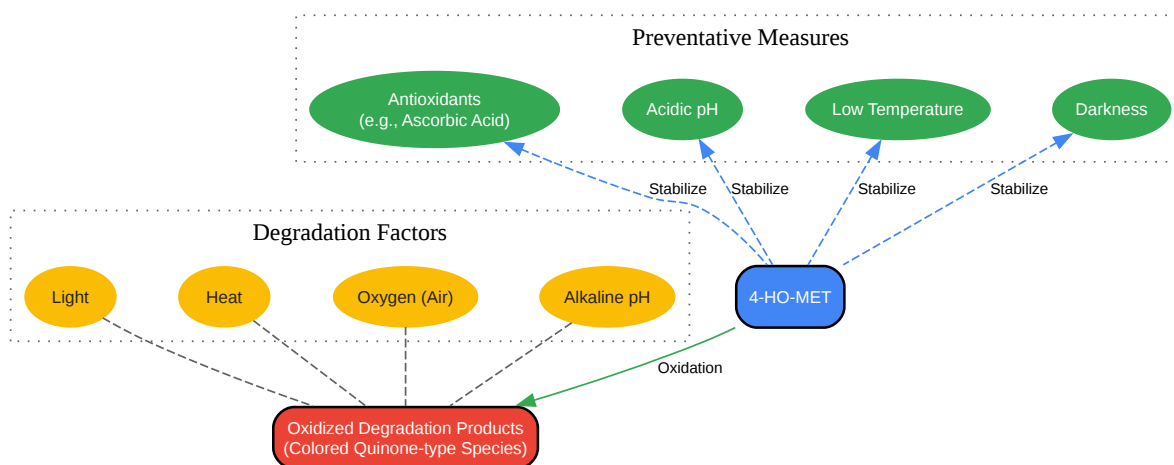 Preventative Measures
Antioxidants
(e.g., Ascorbic Acid)
Acidic pH
Low Temperature
Darkness
Stabilize
Stabilize
Stabilize
Stabilize
Degradation Factors
Light
Heat
Oxygen (Air)
Alkaline pH
4-HO-MET
Oxidation
Oxidized Degradation Products
(Colored Quinone-type Species)